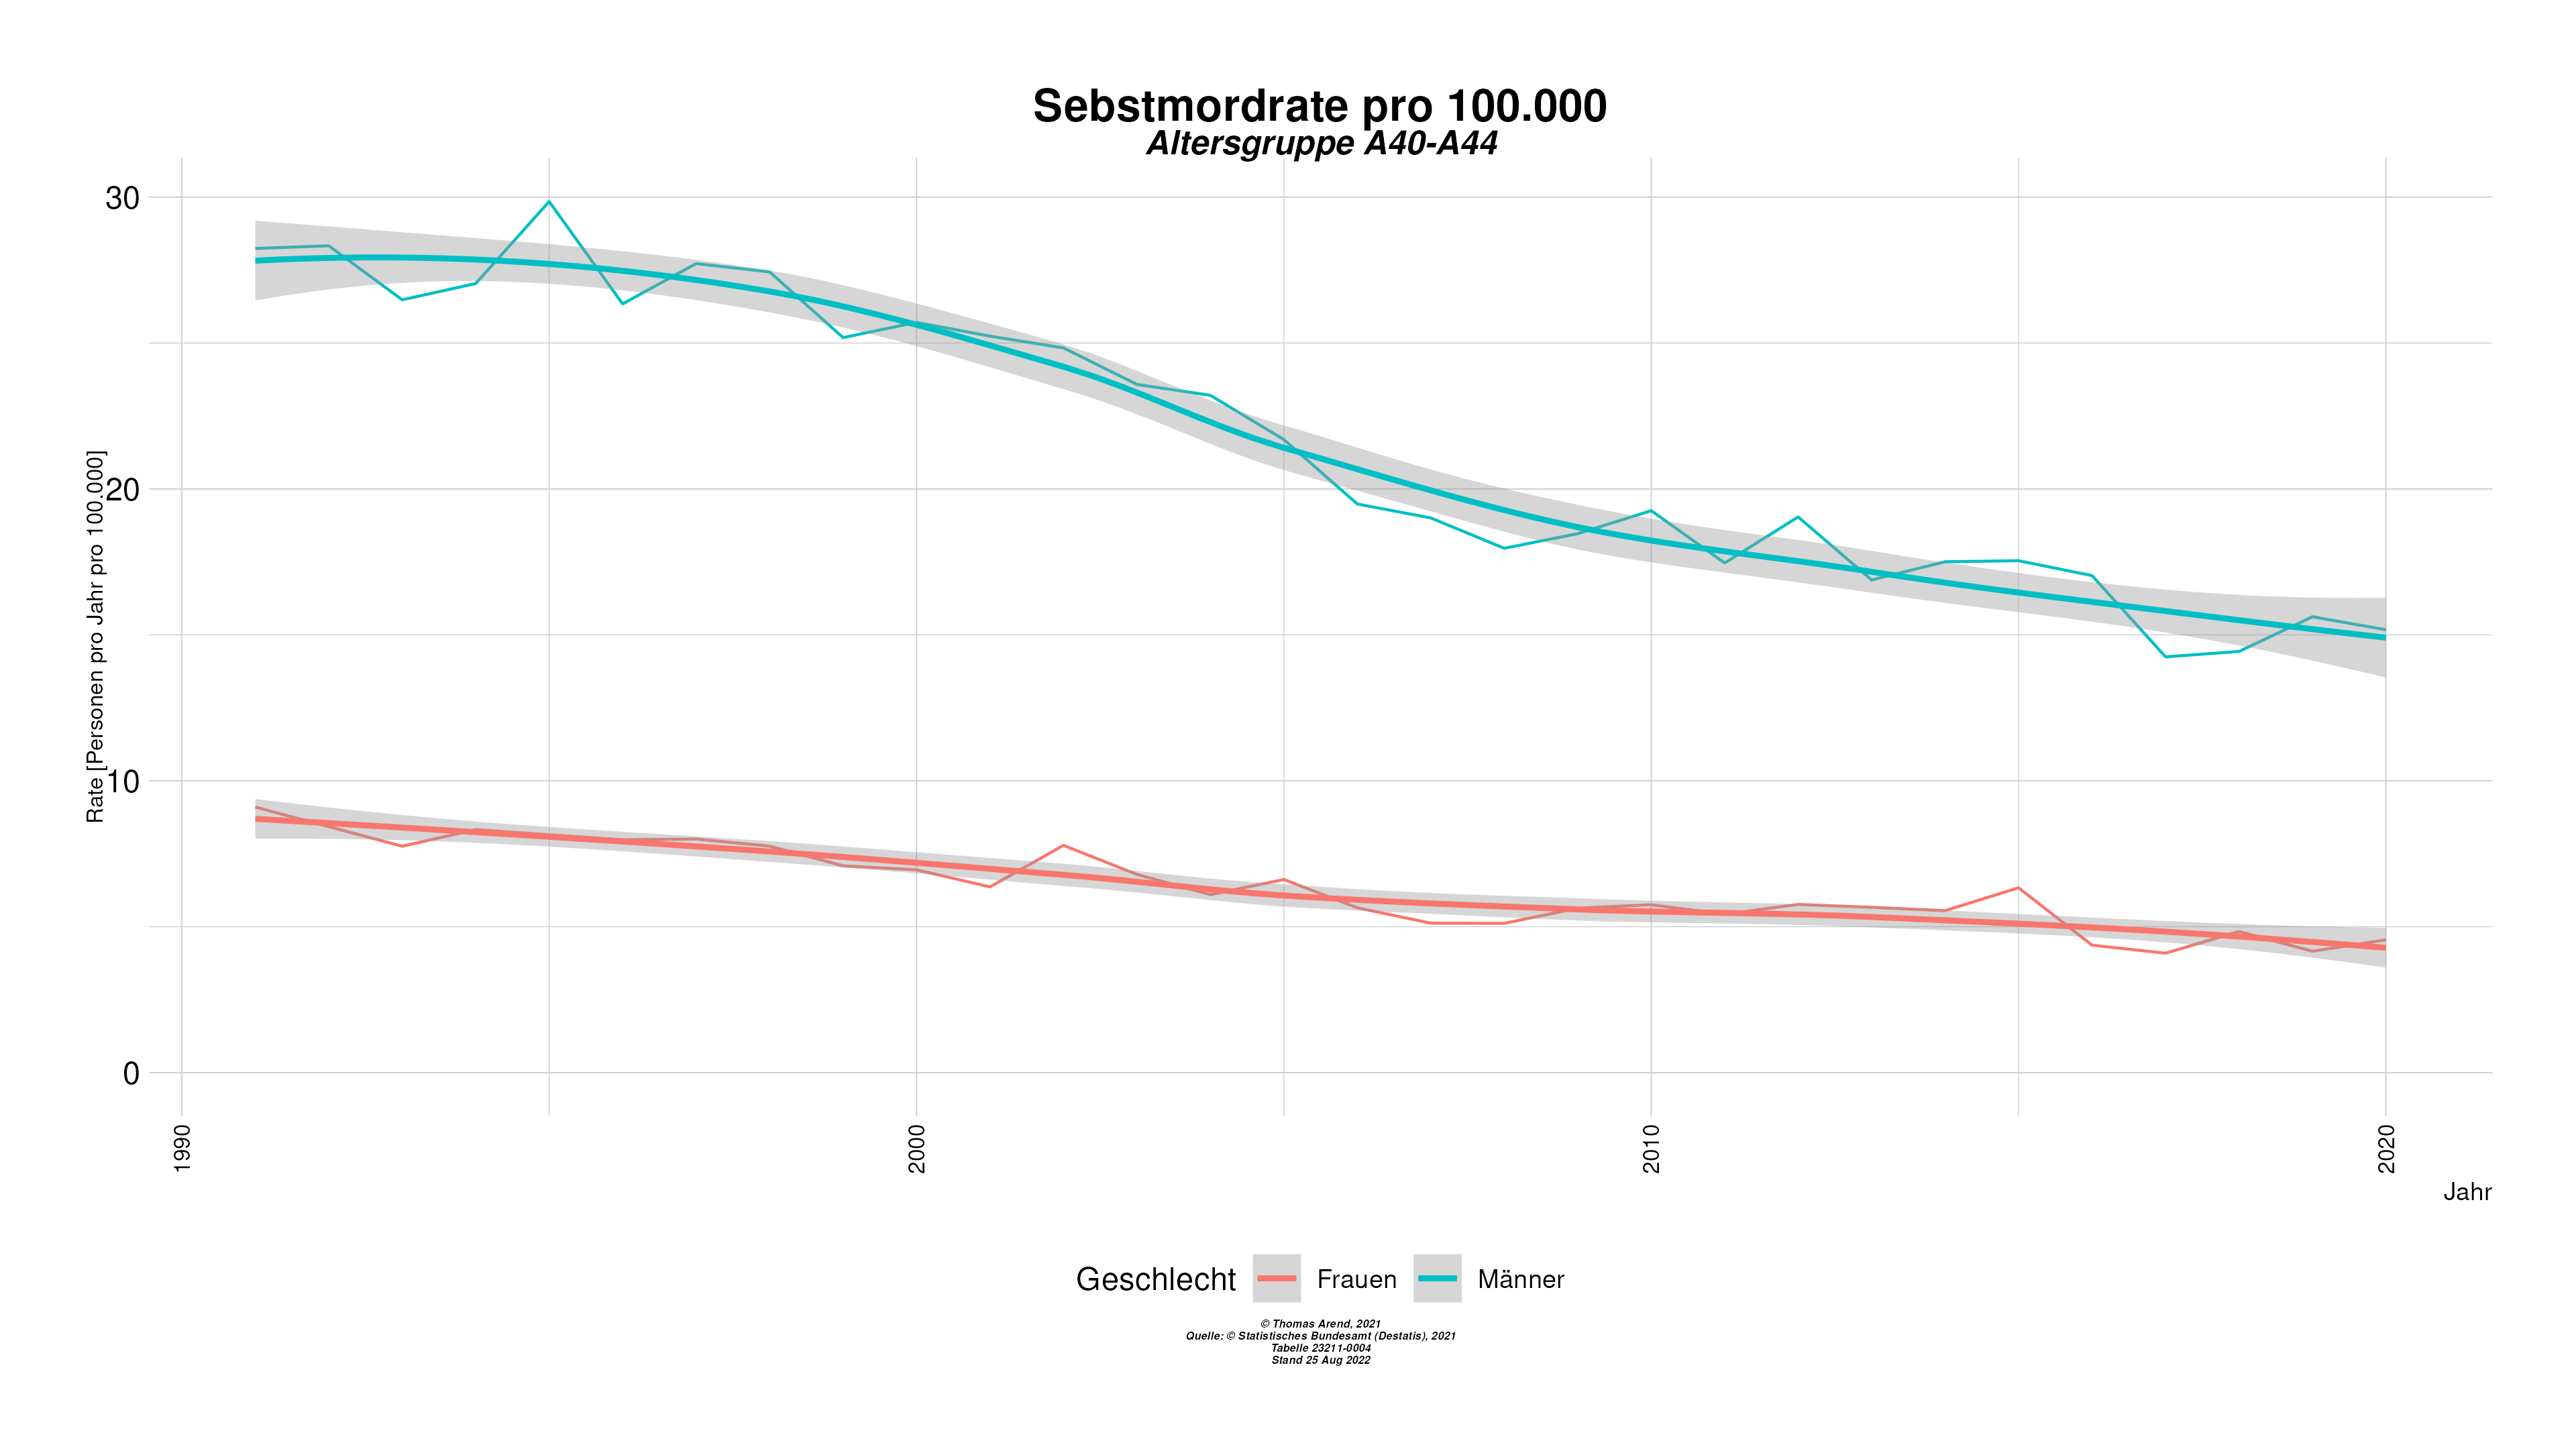 Sebstmordrate pro 100.000
Altersgruppe A40-A44
Rate [Personen pro Jahr pro 100.000]
30
20
10
0
1990
2000
2010
2020
Jahr
Geschlecht Frauen Männer
© Thomas Arend, 2021
Quelle: © Statistisches Bundesamt (Destatis), 2021
Tabelle 23211-0004
Stand 25 Aug 2022